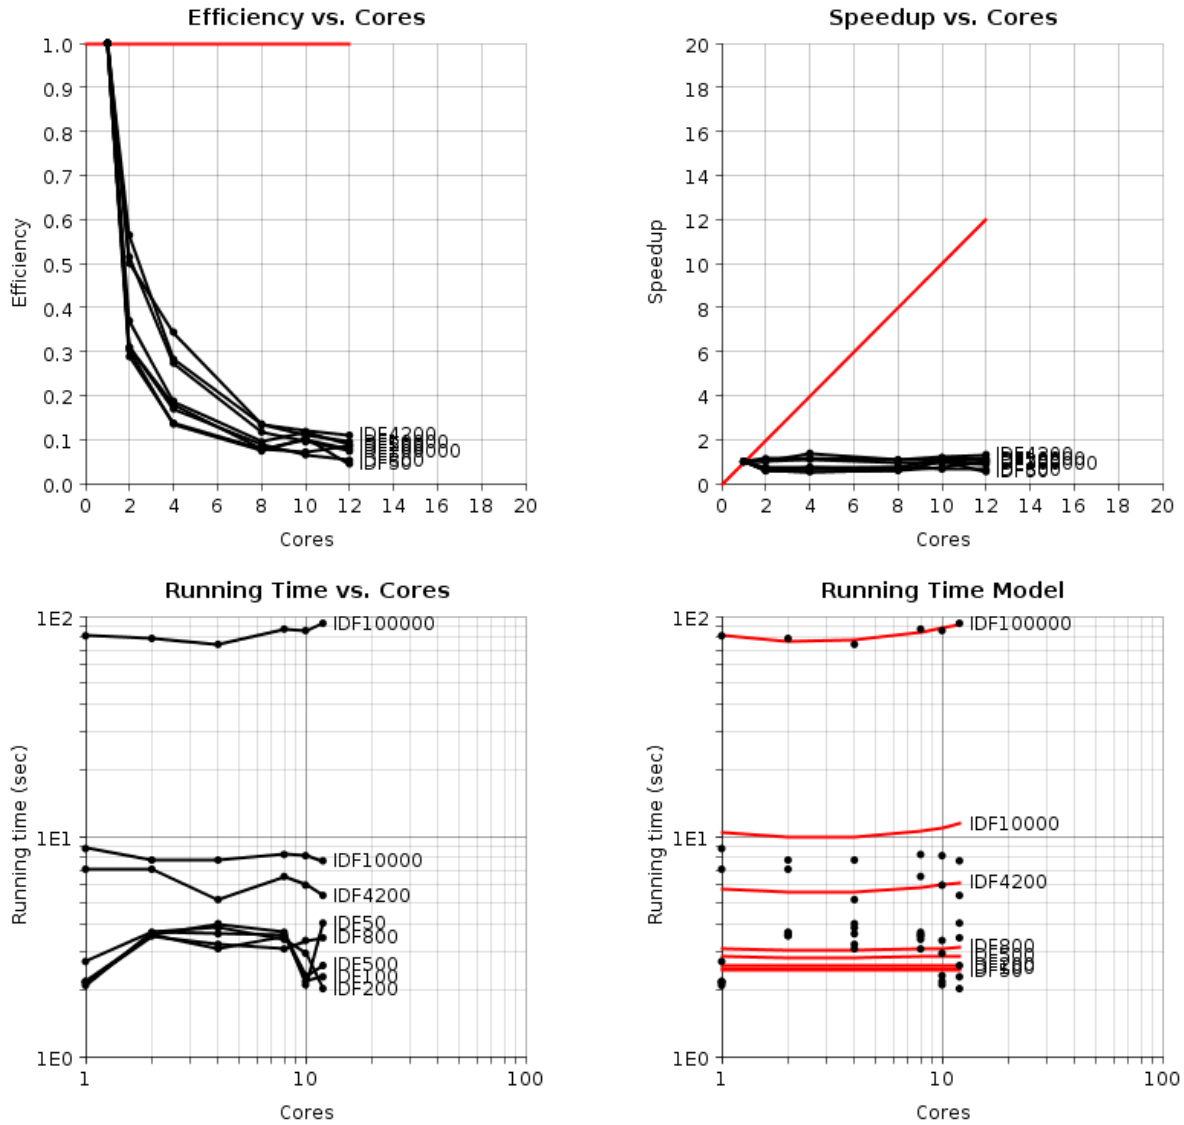 Efficiency vs. Cores
1.0
0.9
0.8
0.7
0.6
0.5
0.4
0.3
0.2
0.1
0.0
Efficiency
IDF4200
0 2 4 6 8 10 12 14 16 18 20
Cores
Speedup vs. Cores
20
18
16
14
12
10
8
6
4
2
0
Speedup
IDF4200
0 2 4 6 8 10 12 14 16 18 20
Cores
Running Time vs. Cores
1E2
1E1
1E0
Running time (sec)
IDF100000
IDF10000
IDF4200
IDF50
IDF800
IDF500
IDF100
IDF200
1 10 100
Cores
Running Time Model
1E2
1E1
1E0
Running time (sec)
IDF100000
IDF10000
IDF4200
IDF800
1 10 100
Cores